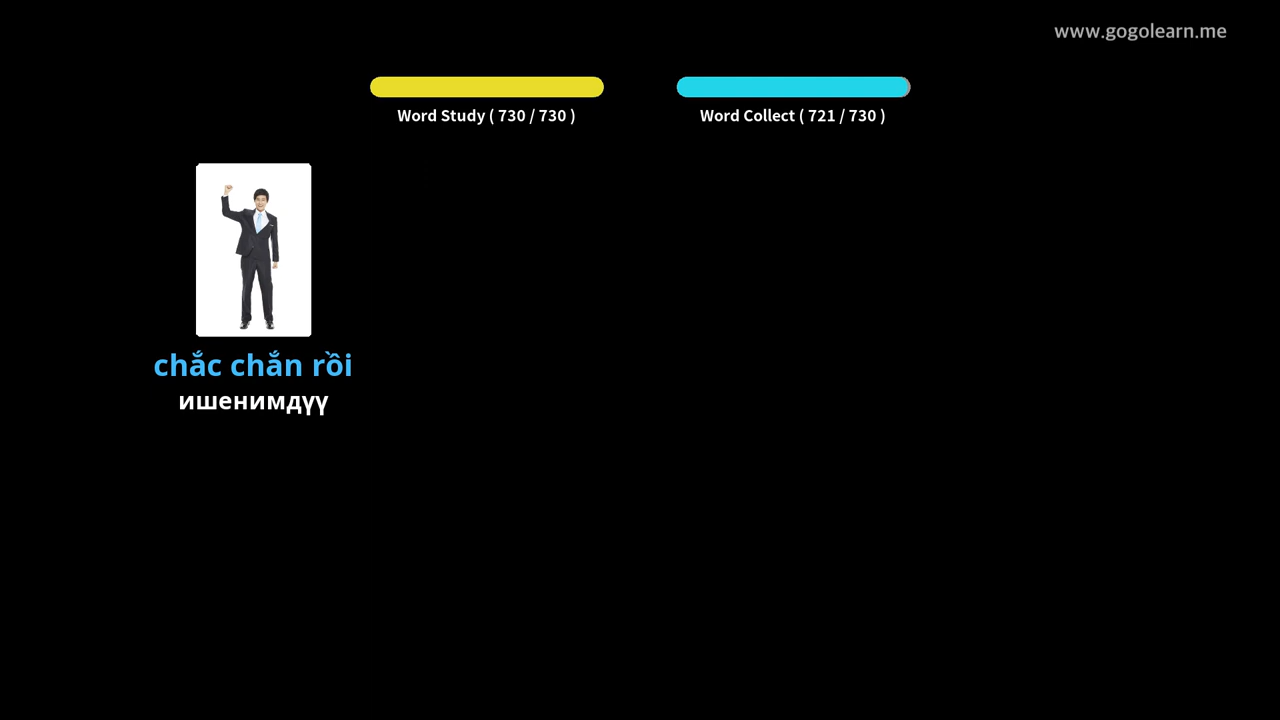 www.gogolearn.me
Word Study ( 730 / 730 )
Word Collect ( 721 / 730 )
chắc chắn rồi
ишенимдүү